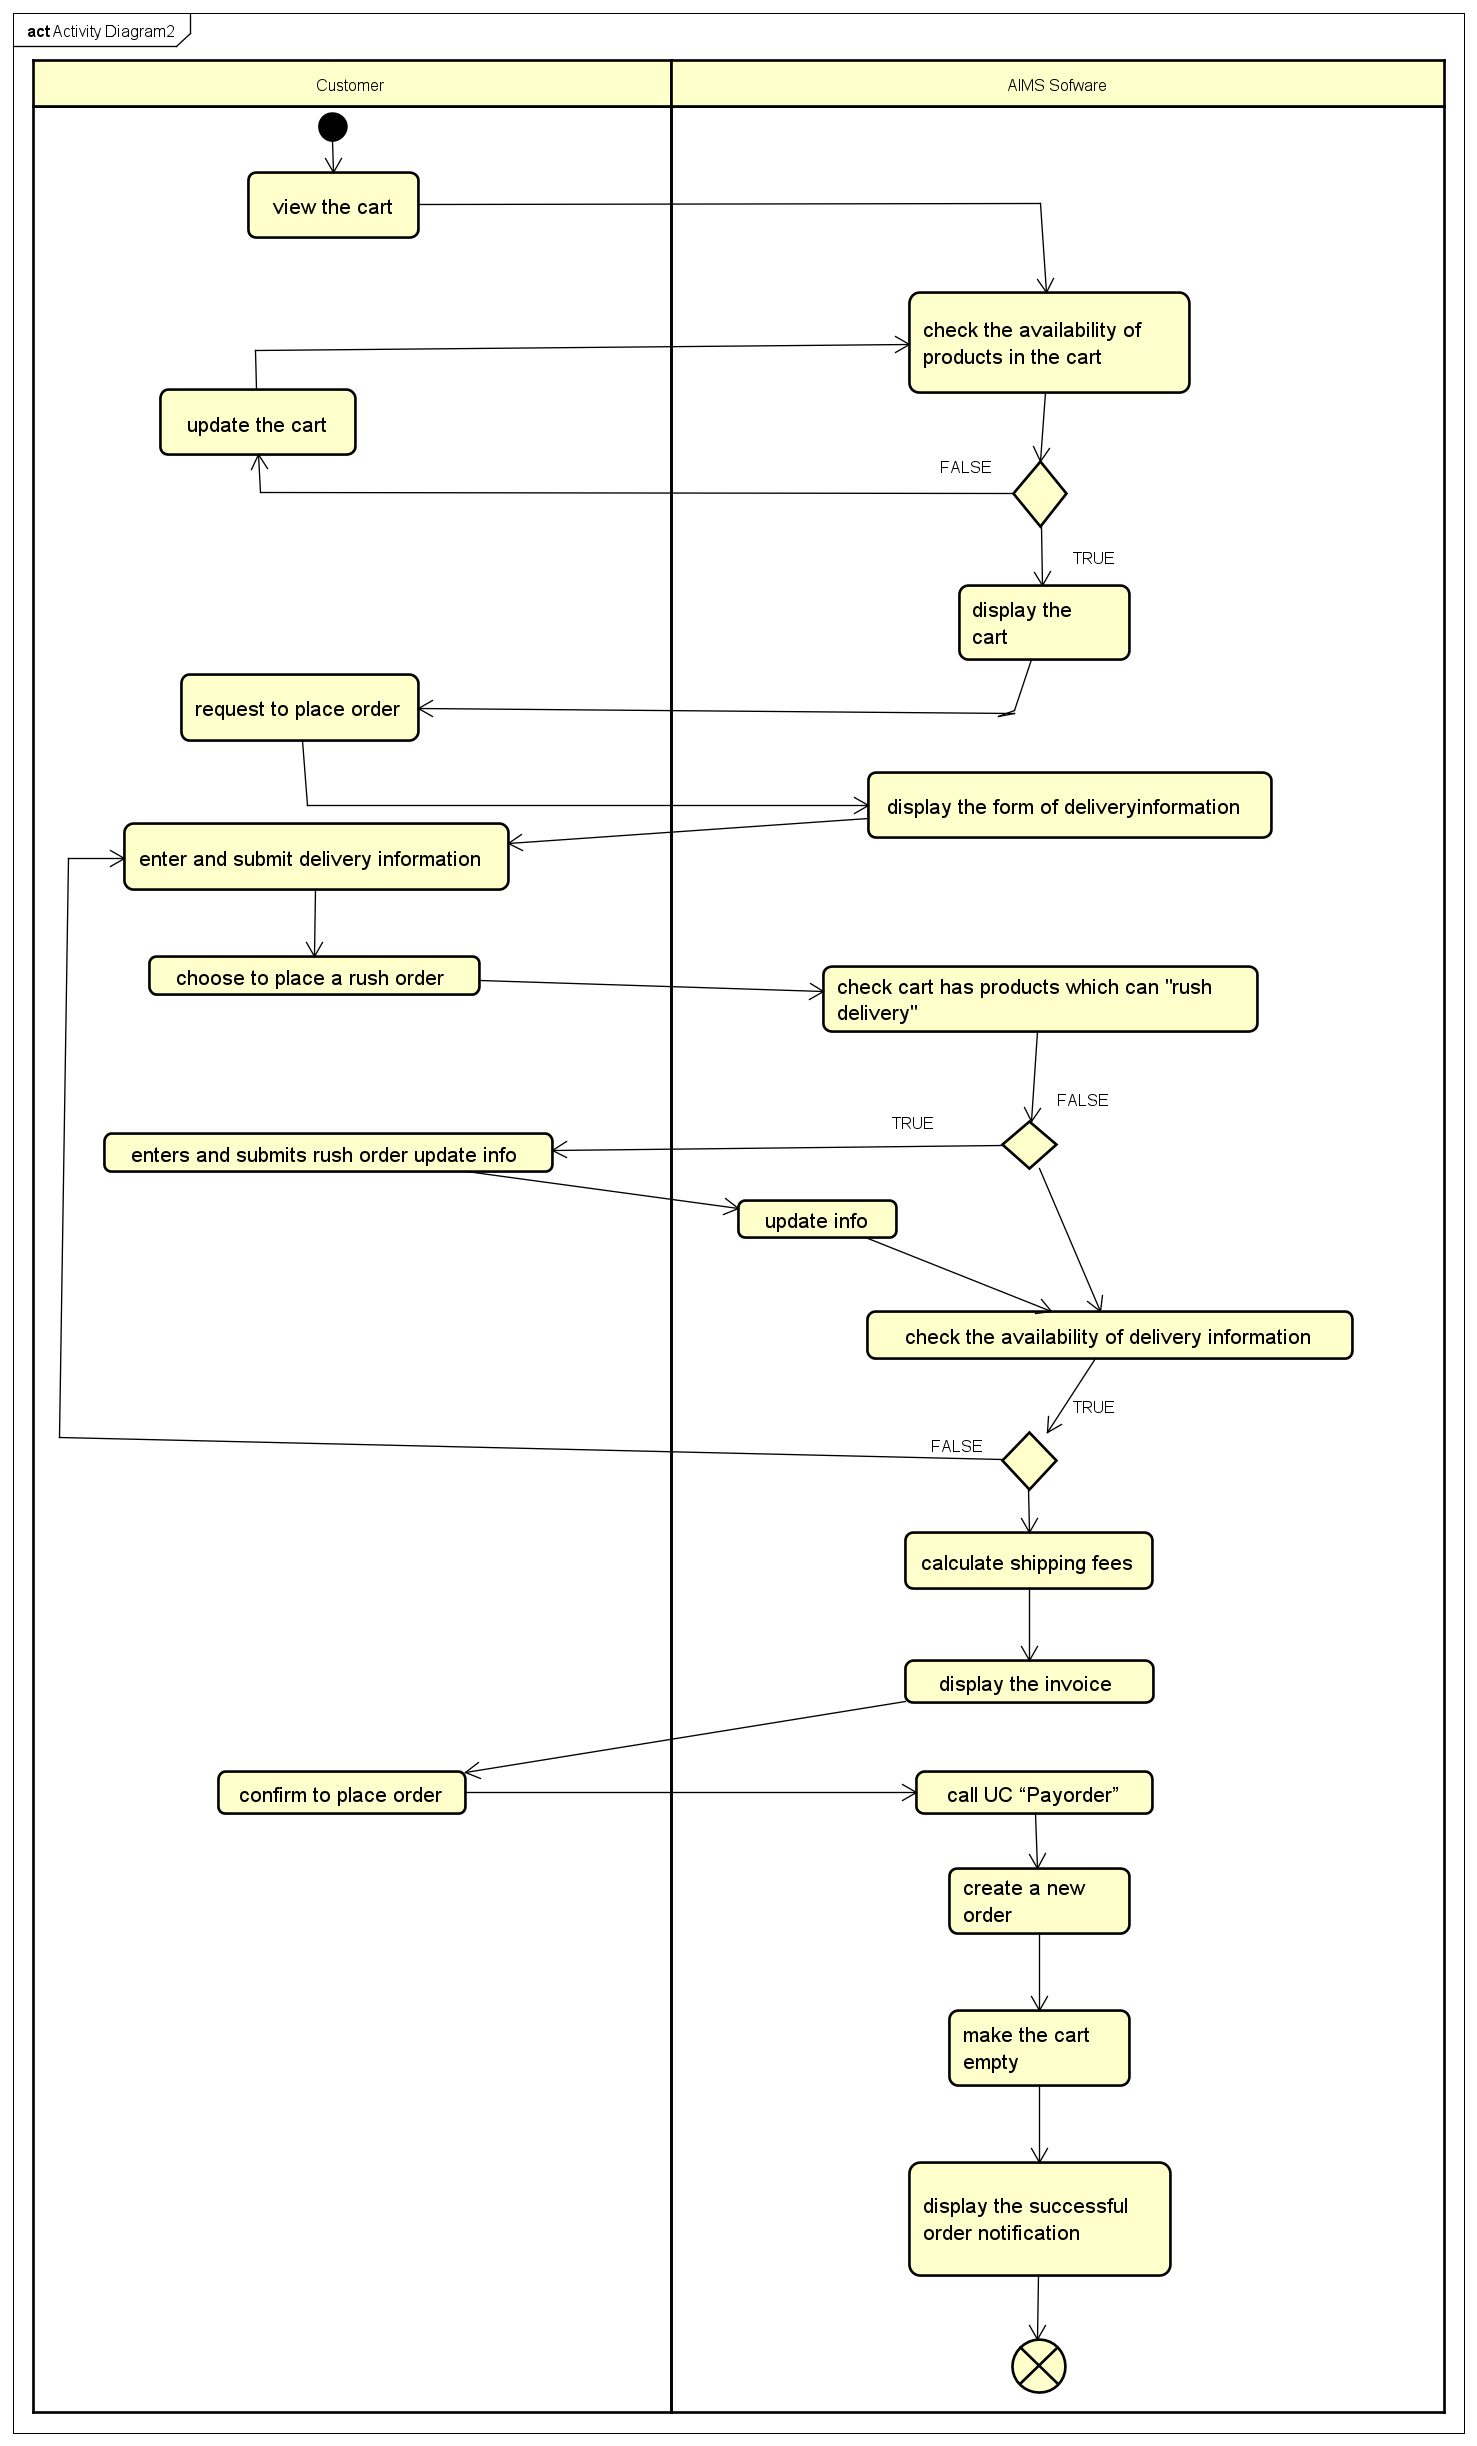 act Activity Diagram2
Customer
AIMS Sofware
view the cart
check the availability of
products in the cart
update the cart
FALSE
TRUE
display the
cart
request to place order
display the form of deliveryinformation
enter and submit delivery information
choose to place a rush order
check cart has products which can "rush
delivery"
FALSE
TRUE
enters and submits rush order update info
update info
check the availability of delivery information
TRUE
FALSE
calculate shipping fees
display the invoice
confirm to place order
call UC “Payorder”
create a new
order
make the cart
empty
display the successful
order notification